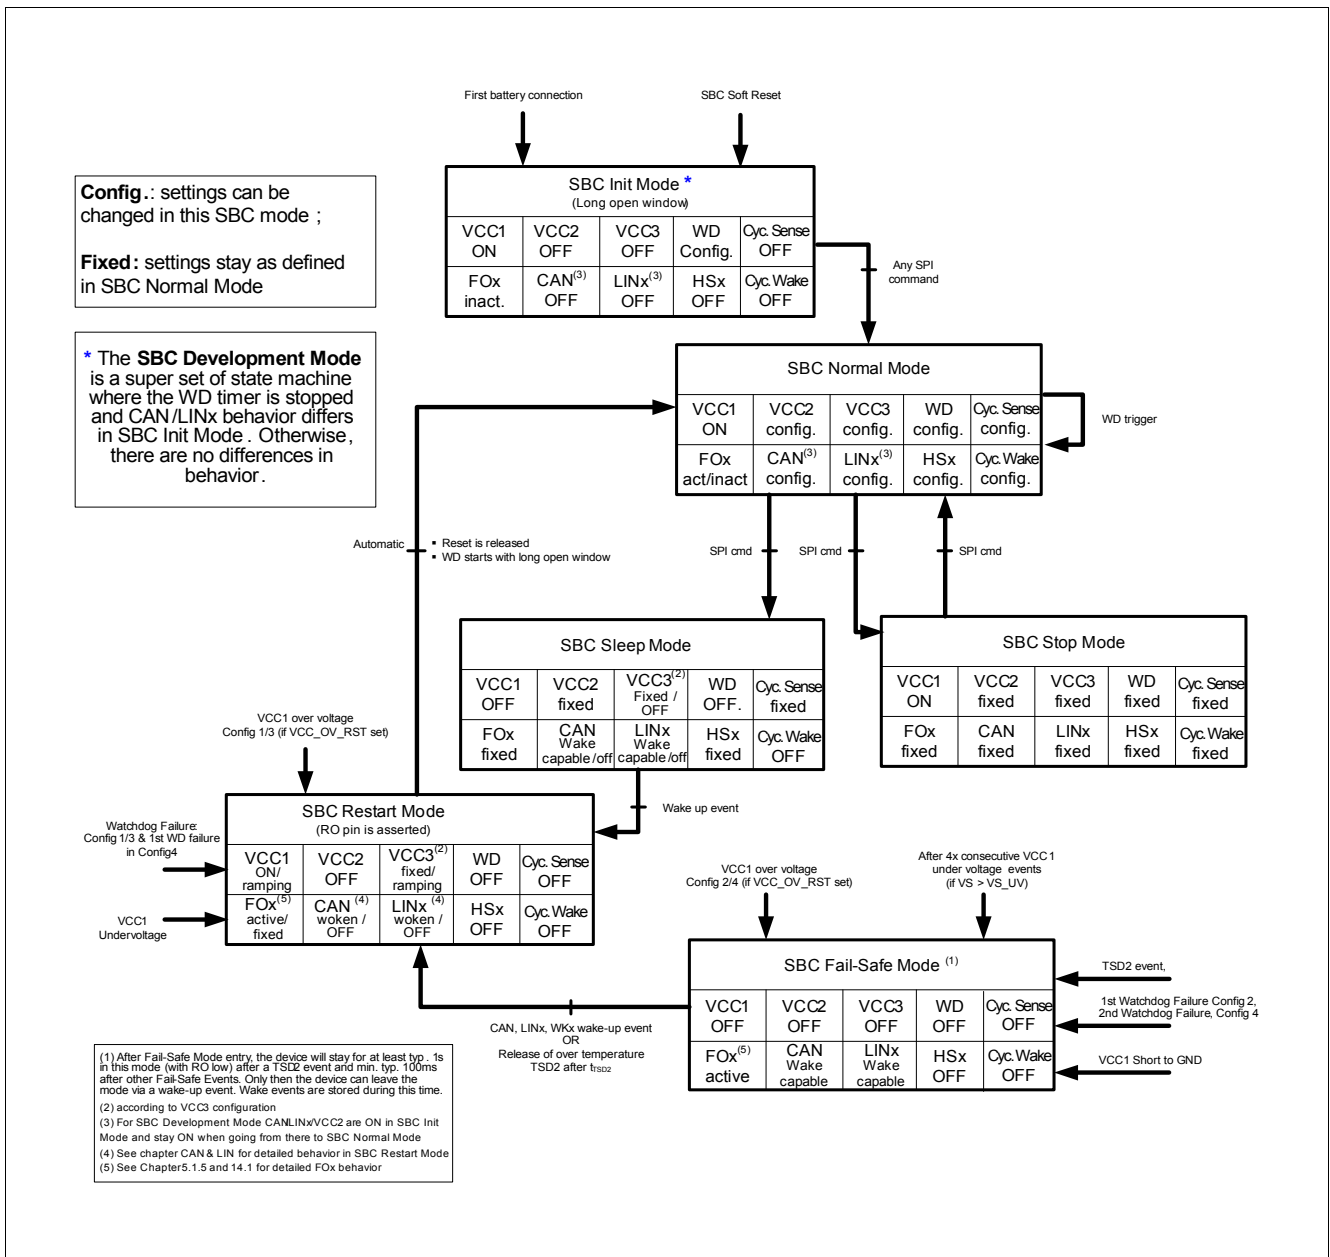 First battery connection
SBC Soft Reset
Config.: settings can be
changed in this SBC mode ;
Fixed: settings stay as defined
in SBC Normal Mode
* The SBC Development Mode
is a super set of state machine
where the WD timer is stopped
and CAN/LINx behavior differs
in SBC Init Mode . Otherwise,
there are no differences in
behavior.
SBC Init Mode *
(Long open window)
VCC1 VCC2 VCC3 WD Cyc. Sense
ON OFF OFF Config. OFF
FOx CAN(3) LINx(3) HSx Cyc. Wake
inact. OFF OFF OFF OFF
Any SPI
command
SBC Normal Mode
VCC1 VCC2 VCC3 WD Cyc. Sense
ON config. config. config. config.
FOx CAN(3) LINx(3) HSx Cyc. Wake
act/inact config. config. config. config.
WD trigger
Automatic
▪ Reset is released
▪ WD starts with long open window
SPI cmd
SPI cmd
SPI cmd
SBC Sleep Mode
VCC1 VCC2 VCC3(2) WD Cyc. Sense
OFF fixed Fixed / OFF. fixed
OFF
FOx CAN LINx HSx Cyc. Wake
fixed Wake Wake fixed OFF
capable/off capable/off
SBC Stop Mode
VCC1 VCC2 VCC3 WD Cyc. Sense
ON fixed fixed fixed fixed
FOx CAN LINx HSx Cyc. Wake
fixed fixed fixed fixed fixed
VCC1 over voltage
Config 1/3 (if VCC_OV_RST set)
Wake up event
Watchdog Failure:
Config 1/3 & 1st WD failure
in Config4
VCC1
Undervoltage
SBC Restart Mode
(RO pin is asserted)
VCC1 VCC2 VCC3(2) WD Cyc. Sense
ON/ OFF fixed/ OFF OFF
ramping ramping
FOx(5) CAN (4) LINx (4) HSx Cyc. Wake
active/ woken / woken / OFF OFF
fixed OFF OFF
VCC1 over voltage
Config 2/4 (if VCC_OV_RST set)
After 4x consecutive VCC1
under voltage events
(if VS > VS_UV)
SBC Fail-Safe Mode (1)
VCC1 VCC2 VCC3 WD Cyc. Sense
OFF OFF OFF OFF OFF
FOx(5) CAN LINx HSx Cyc. Wake
active Wake Wake OFF OFF
capable capable
TSD2 event,
1st Watchdog Failure Config 2,
2nd Watchdog Failure, Config 4
VCC1 Short to GND
CAN, LINx, WKx wake-up event
OR
Release of over temperature
TSD2 after tTSD2
(1) After Fail-Safe Mode entry, the device will stay for at least typ. 1s
in this mode (with RO low) after a TSD2 event and min. typ. 100ms
after other Fail-Safe Events. Only then the device can leave the
mode via a wake-up event. Wake events are stored during this time.
(2) according to VCC3 configuration
(3) For SBC Development Mode CAN/LINx/VCC2 are ON in SBC Init
Mode and stay ON when going from there to SBC Normal Mode
(4) See chapter CAN & LIN for detailed behavior in SBC Restart Mode
(5) See Chapter 5.1.5 and 14.1 for detailed FOx behavior